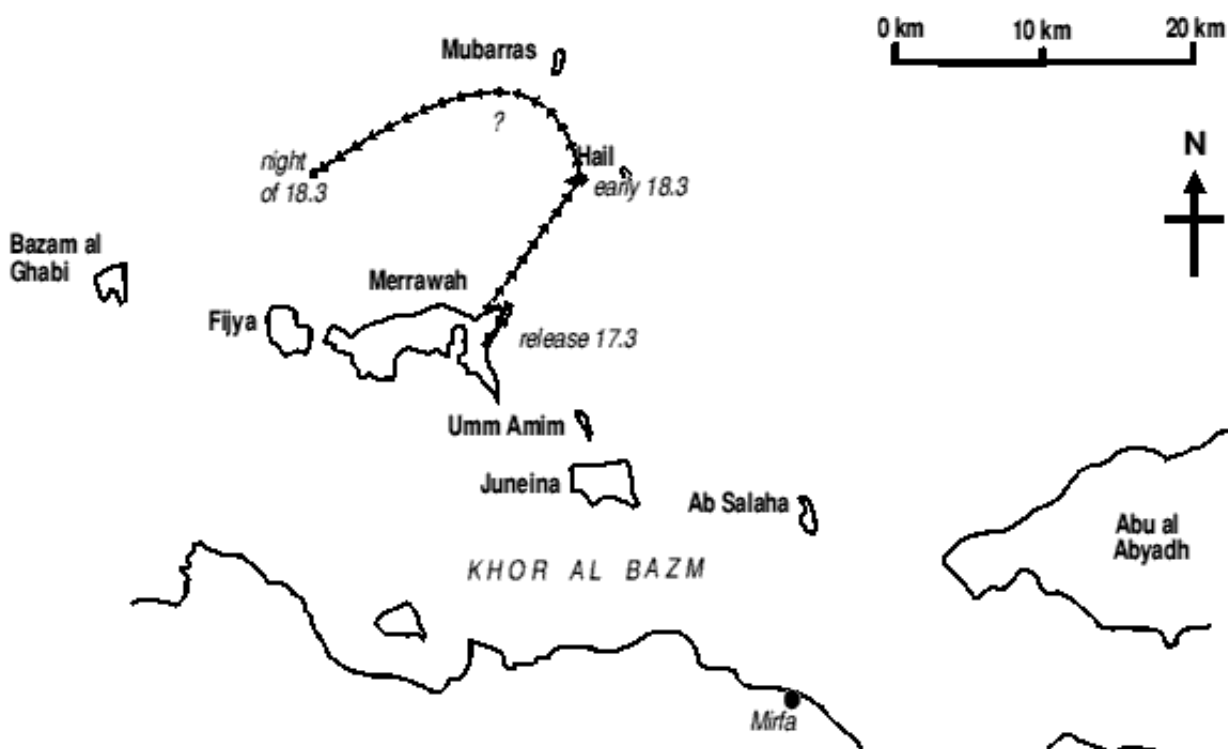 0 km
10 km
20 km
Mubarras
?
Hail
N
night
of 18.3
early 18.3
Bazam al
Ghabi
Merrawah
Fijya
release 17.3
Umm Amim
Juneina
Ab Salaha
Abu al
Abyadh
KHOR AL BAZM
Mirfa